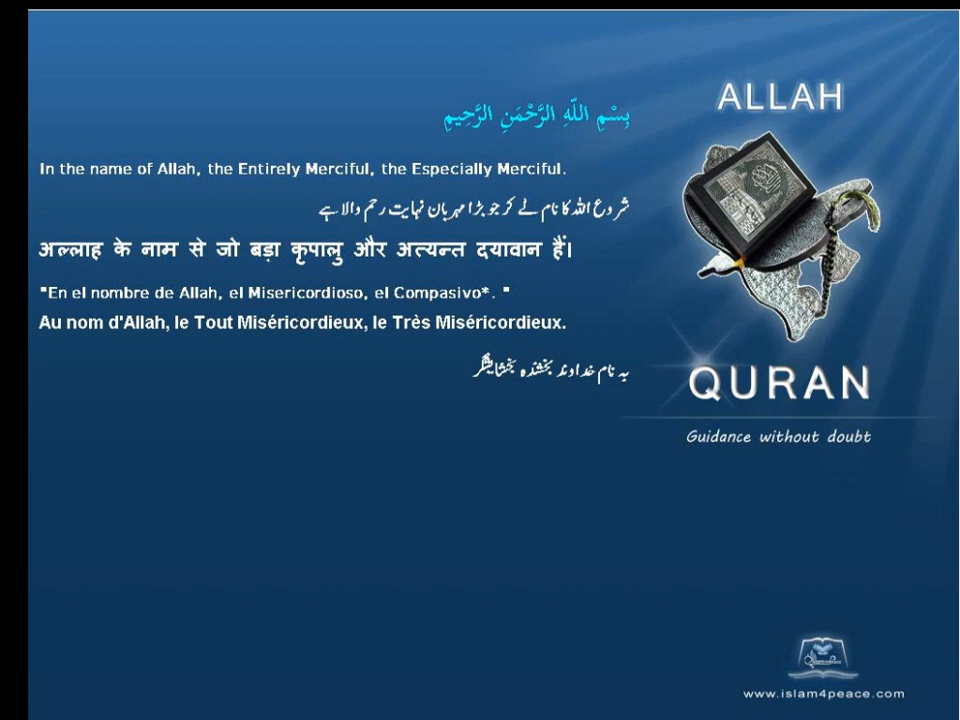 بِسْمِ اللّهِ الرَّحْمَنِ الرَّحِيمِ
In the name of Allah, the Entirely Merciful, the Especially Merciful.
شروع الله کا نام لے کر جو بڑا مہربان نہایت رحم والا ہے
अल्लाह के नाम से जो बड़ा कृपालु और अत्यन्त दयावान हैं।
"En el nombre de Allah, el Misericordioso, el Compasivo*. "
Au nom d'Allah, le Tout Miséricordieux, le Très Miséricordieux.
به نام خداوند بخشنده بخشایشگر
ALLAH
QURAN
Guidance without doubt
www.islam4peace.com